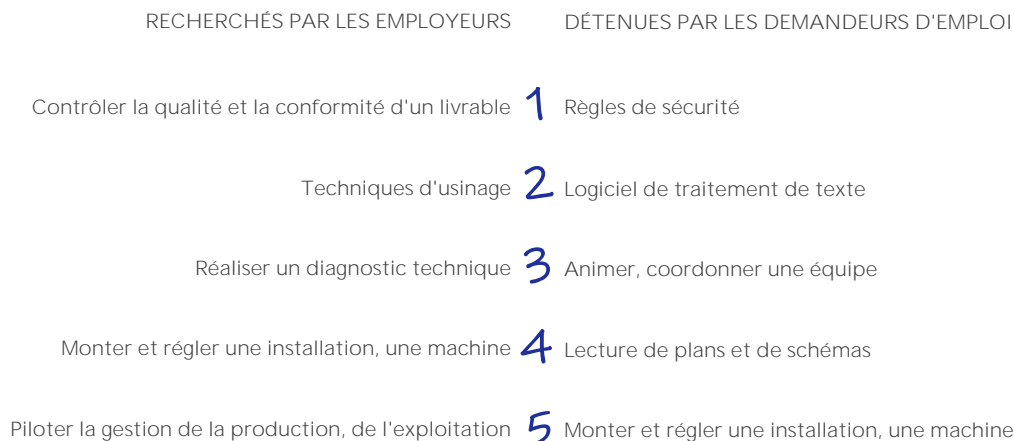 RECHERCHÉS PAR LES EMPLOYEURS DÉTENUES PAR LES DEMANDEURS D'EMPLOI
Contrôler la qualité et la conformité d'un livrable 1 Règles de sécurité
Techniques d'usinage 2 Logiciel de traitement de texte
Réaliser un diagnostic technique 3 Animer, coordonner une équipe
Monter et régler une installation, une machine 4 Lecture de plans et de schémas
Piloter la gestion de la production, de l'exploitation 5 Monter et régler une installation, une machine